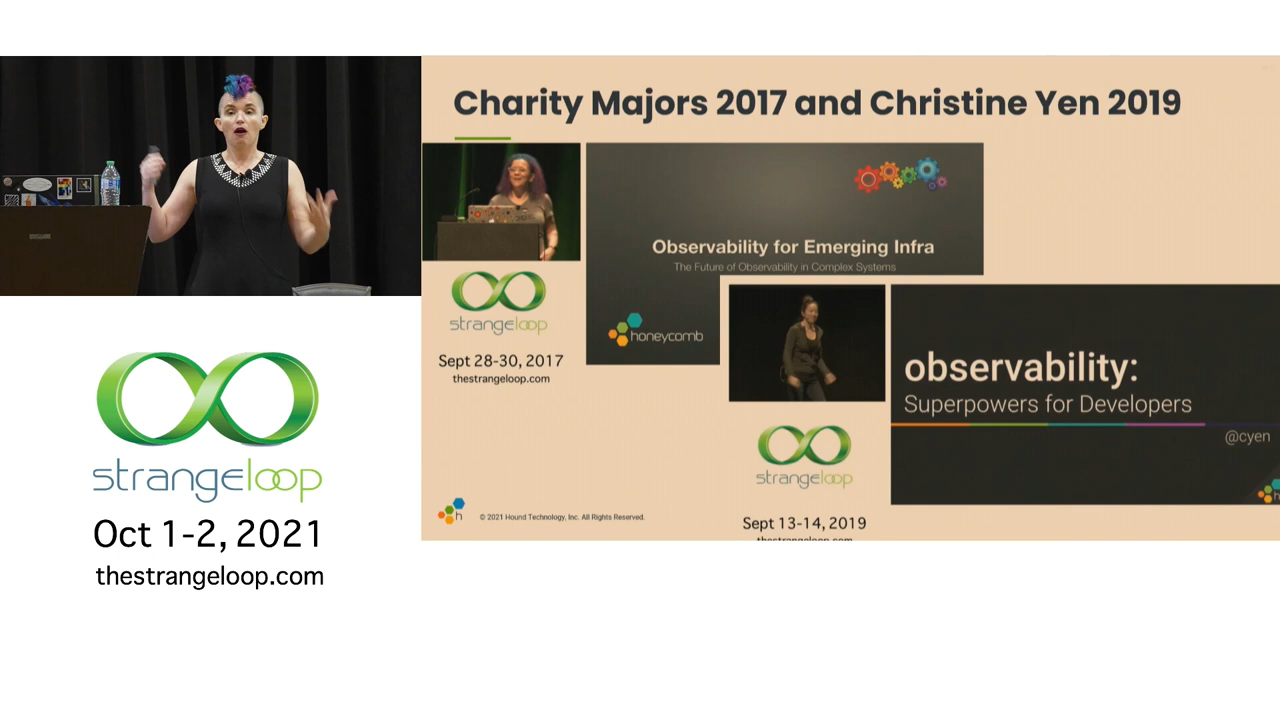 Charity Majors 2017 and Christine Yen 2019
Observability for Emerging Infra
The Future of Observability in Complex Systems
honeycomb
strangeloop
Sept 28-30, 2017
thestrangeloop.com
observability:
Superpowers for Developers
@cyen
strangeloop
Sept 13-14, 2019
thestrangeloop.com
h
© 2021 Hound Technology, Inc. All Rights Reserved.
h
strangeloop
Oct 1-2, 2021
thestrangeloop.com